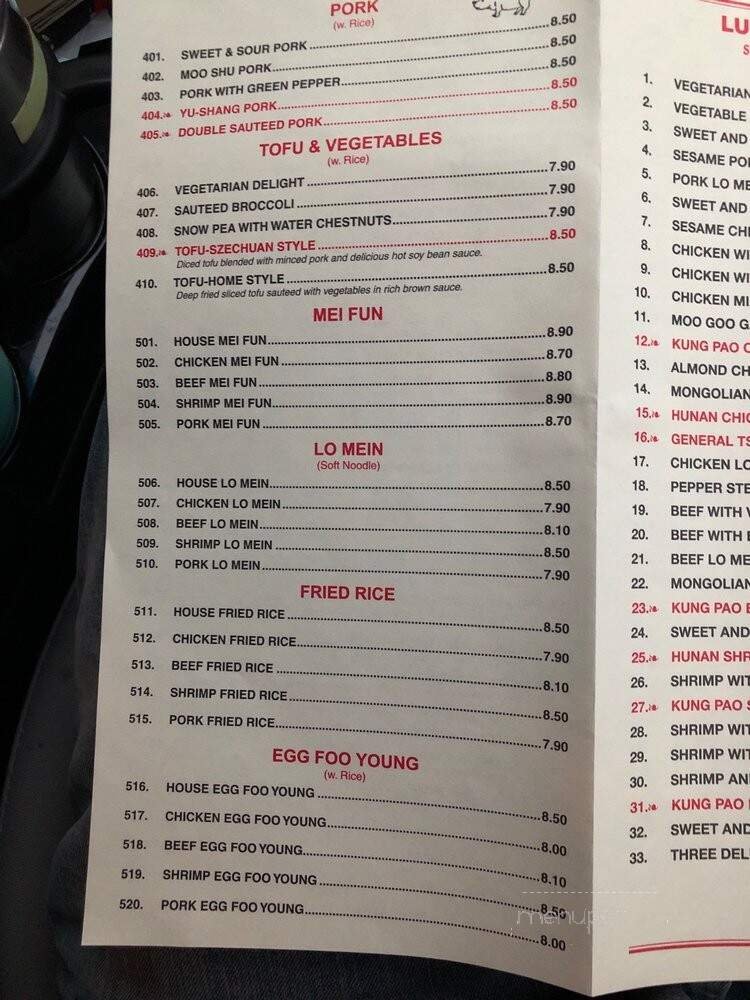 PORK
(w. Rice)
401. SWEET & SOUR PORK 8.50
402. MOO SHU PORK 8.50
403. PORK WITH GREEN PEPPER 8.50
404. YU-SHANG PORK 8.50
405. DOUBLE SAUTEED PORK 8.50
TOFU & VEGETABLES
(w. Rice)
406. VEGETARIAN DELIGHT 7.90
407. SAUTEED BROCCOLI 7.90
408. SNOW PEA WITH WATER CHESTNUTS 7.90
409. TOFU-SZECHUAN STYLE 8.50
Diced tofu blended with minced pork and delicious hot soy bean sauce.
410. TOFU-HOME STYLE 8.50
Deep fried sliced tofu sauteed with vegetables in rich brown sauce.
MEI FUN
501. HOUSE MEI FUN 8.90
502. CHICKEN MEI FUN 8.70
503. BEEF MEI FUN 8.80
504. SHRIMP MEI FUN 8.90
505. PORK MEI FUN 8.70
LO MEIN
(Soft Noodle)
506. HOUSE LO MEIN 8.50
507. CHICKEN LO MEIN 7.90
508. BEEF LO MEIN 8.10
509. SHRIMP LO MEIN 8.50
510. PORK LO MEIN 7.90
FRIED RICE
511. HOUSE FRIED RICE 8.50
512. CHICKEN FRIED RICE 7.90
513. BEEF FRIED RICE 8.10
514. SHRIMP FRIED RICE 8.50
515. PORK FRIED RICE 7.90
EGG FOO YOUNG
(w. Rice)
516. HOUSE EGG FOO YOUNG 8.50
517. CHICKEN EGG FOO YOUNG 8.00
518. BEEF EGG FOO YOUNG 8.10
519. SHRIMP EGG FOO YOUNG 8.50
520. PORK EGG FOO YOUNG 8.00
LU
S
1. VEGETARIAN
2. VEGETABLE
3. SWEET AND
4. SESAME PO
5. PORK LO ME
6. SWEET AND
7. SESAME CHI
8. CHICKEN WI
9. CHICKEN WI
10. CHICKEN MI
11. MOO GOO G
12. KUNG PAO C
13. ALMOND CH
14. MONGOLIAN
15. HUNAN CHIC
16. GENERAL TS
17. CHICKEN LO
18. PEPPER STE
19. BEEF WITH
20. BEEF WITH
21. BEEF LO ME
22. MONGOLIAN
23. KUNG PAO
24. SWEET AND
25. HUNAN SHR
26. SHRIMP WIT
27. KUNG PAO S
28. SHRIMP WIT
29. SHRIMP WIT
30. SHRIMP AN
31. KUNG PAO
32. SWEET AND
33. THREE DEL